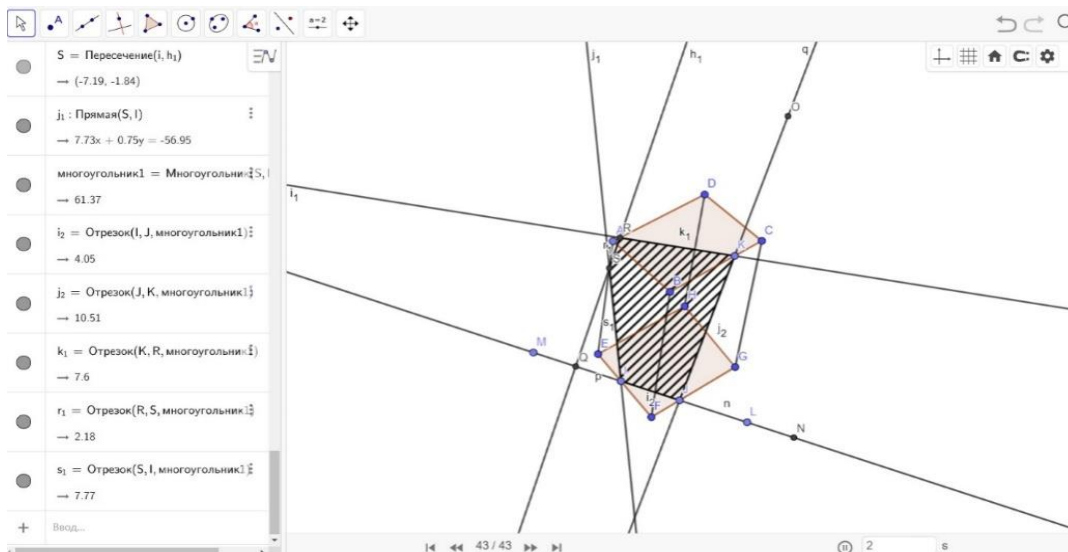 A
a=2
S = Пересечение(i, h₁)
→ (-7.19, -1.84)
j₁ : Прямая(S, I)
→ 7.73x + 0.75y = -56.95
многоугольник1 = Многоугольник(S, I
→ 61.37
i₂ = Отрезок(I, J, многоугольник1)
→ 4.05
j₂ = Отрезок(J, K, многоугольник1)
→ 10.51
k₁ = Отрезок(K, R, многоугольник1)
→ 7.6
r₁ = Отрезок(R, S, многоугольник1)
→ 2.18
s₁ = Отрезок(S, I, многоугольник1)
→ 7.77
+ Ввод...
j₁
h₁
q
O
D
i₁
A
R
k₁
C
K
S
B
H
s₁
j₂
M
E
Q
G
p
i₂
F
n
L
N
43 / 43
2
s